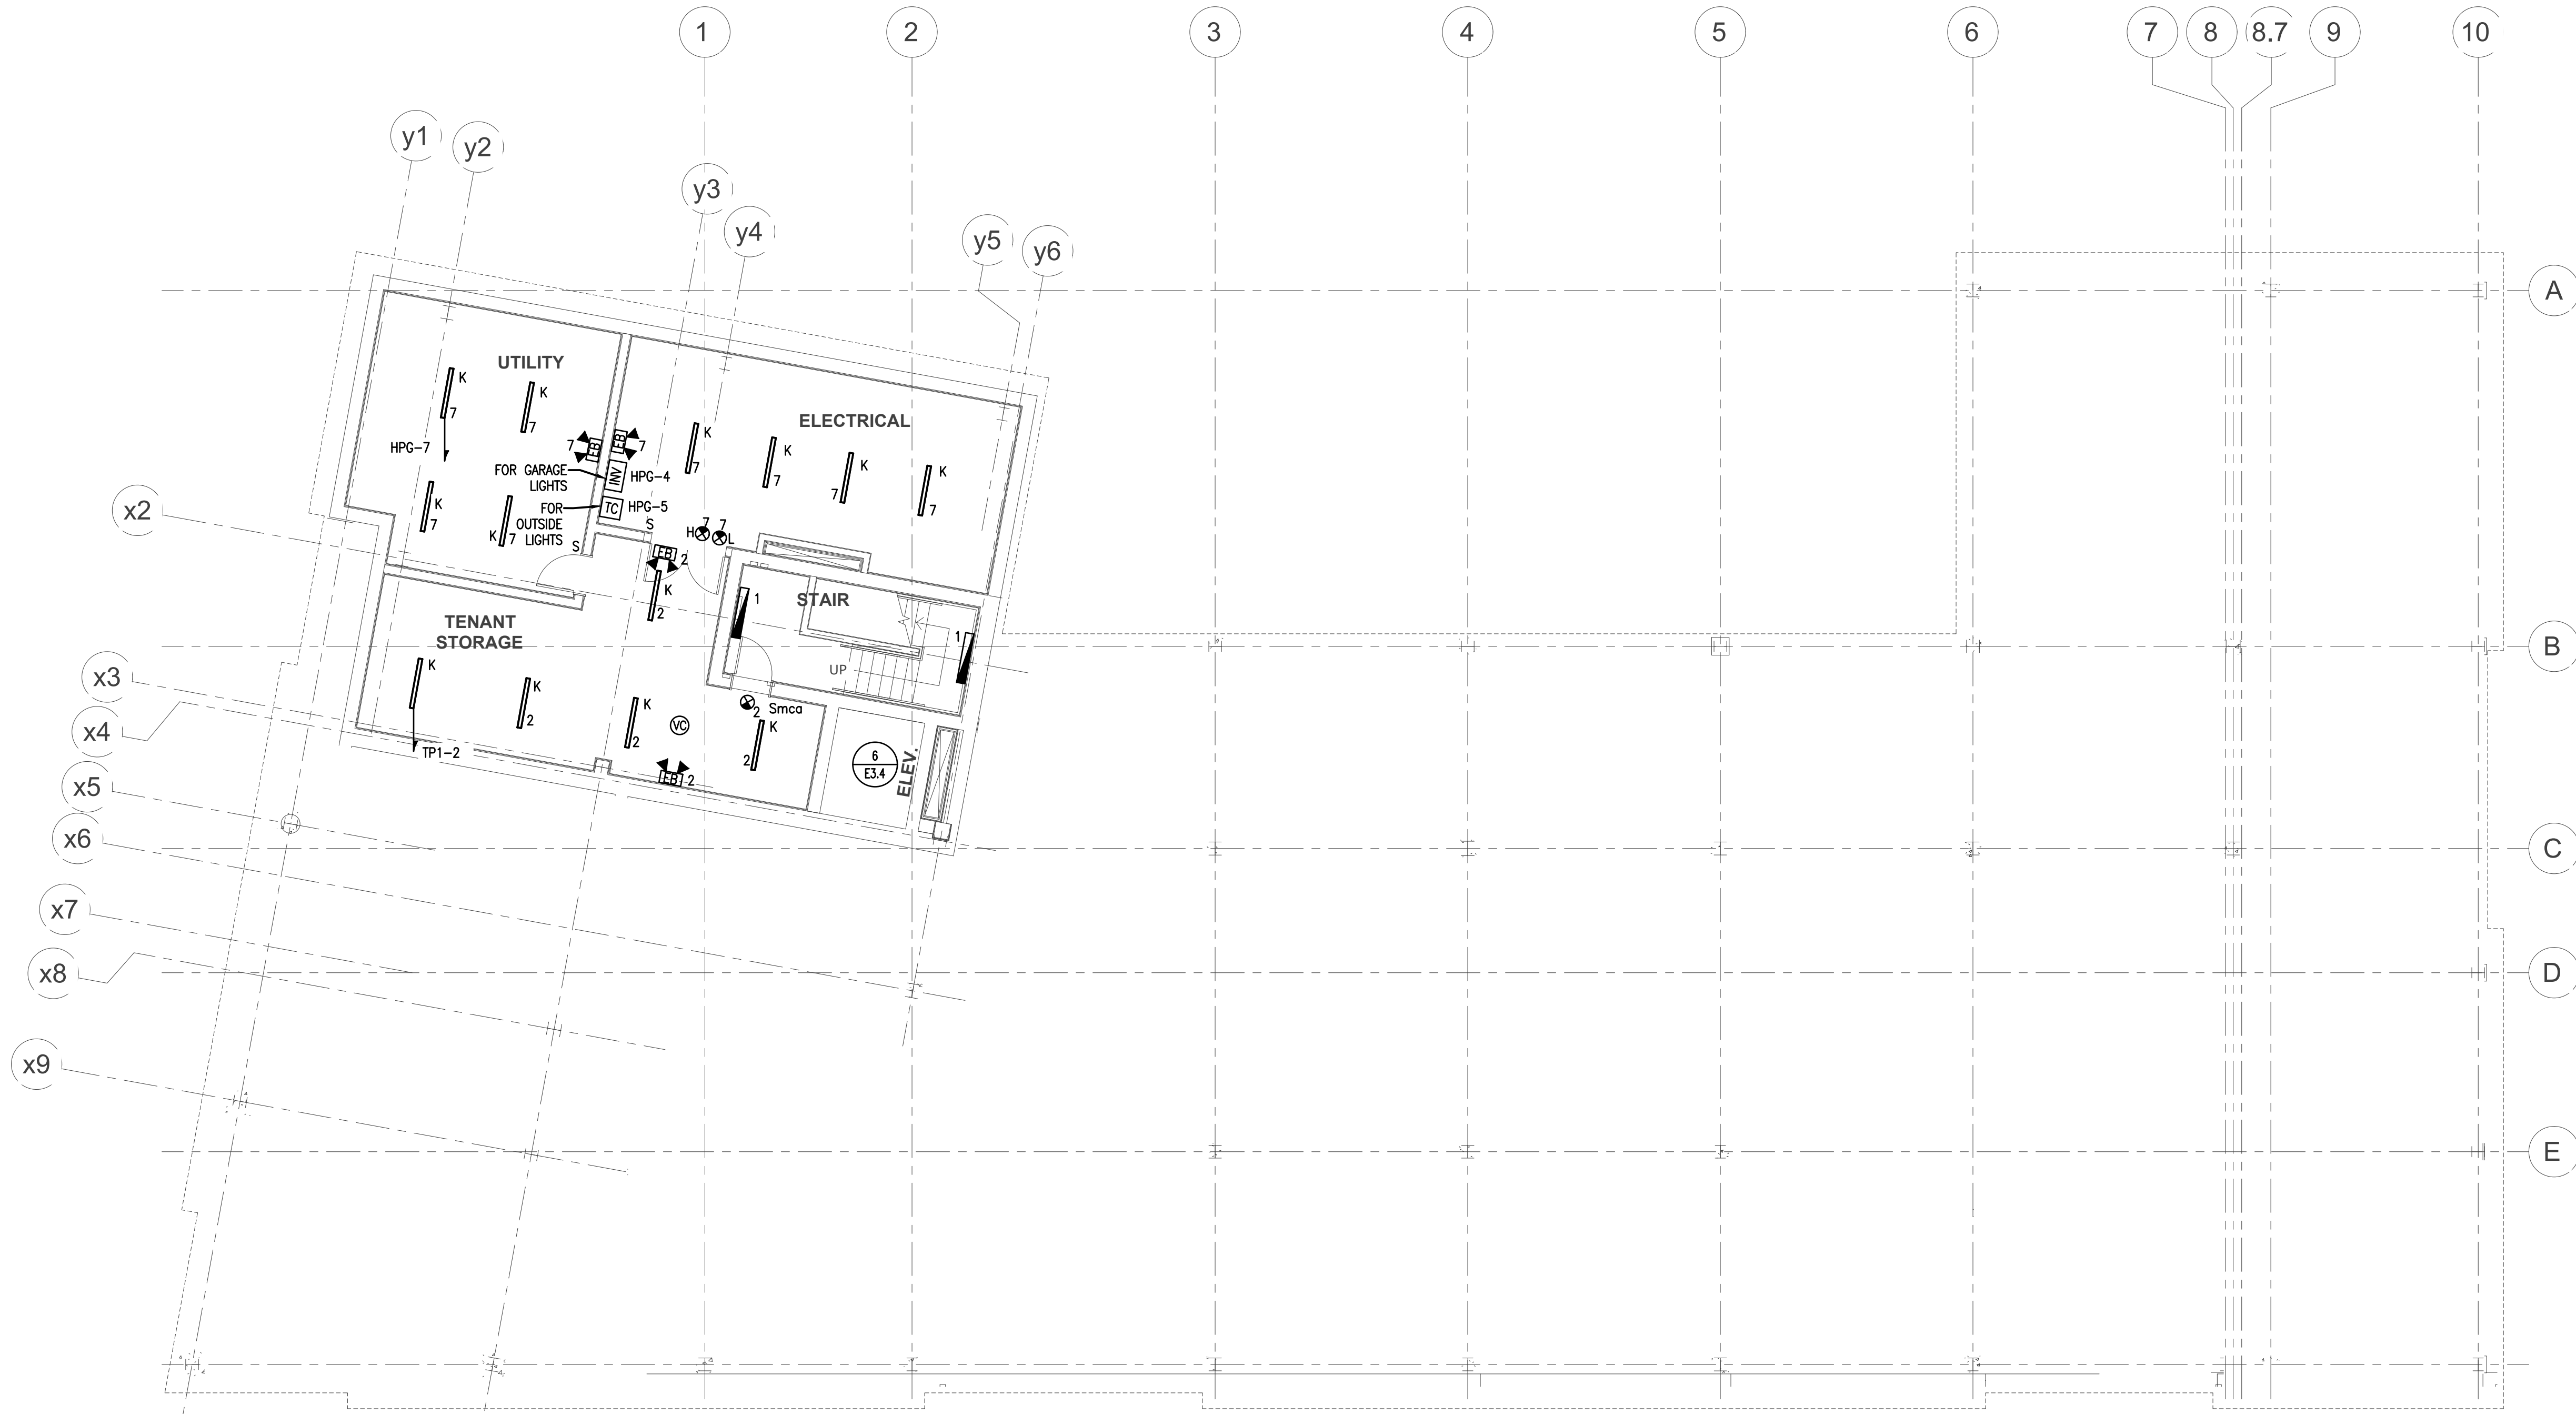 1
2
3
4
5
6
7
8
8.7
9
10
y1
y2
y3
y4
y5
y6
A
UTILITY
K
K
7
7
ELECTRICAL
K
K
K
K
7
7
7
7
HPG-7
7
EB
EB
7
FOR GARAGE
LIGHTS
INV
HPG-4
K
7
K
7
FOR
OUTSIDE
LIGHTS
TC
HPG-5
S
S
x2
H
7
7
L
EB
2
K
2
STAIR
1
1
UP
TENANT
STORAGE
B
x3
K
K
2
K
2
VC
2
Smca
K
2
x4
TP1-2
EB
2
6
E3.4
ELEV.
x5
x6
C
x7
x8
D
x9
E